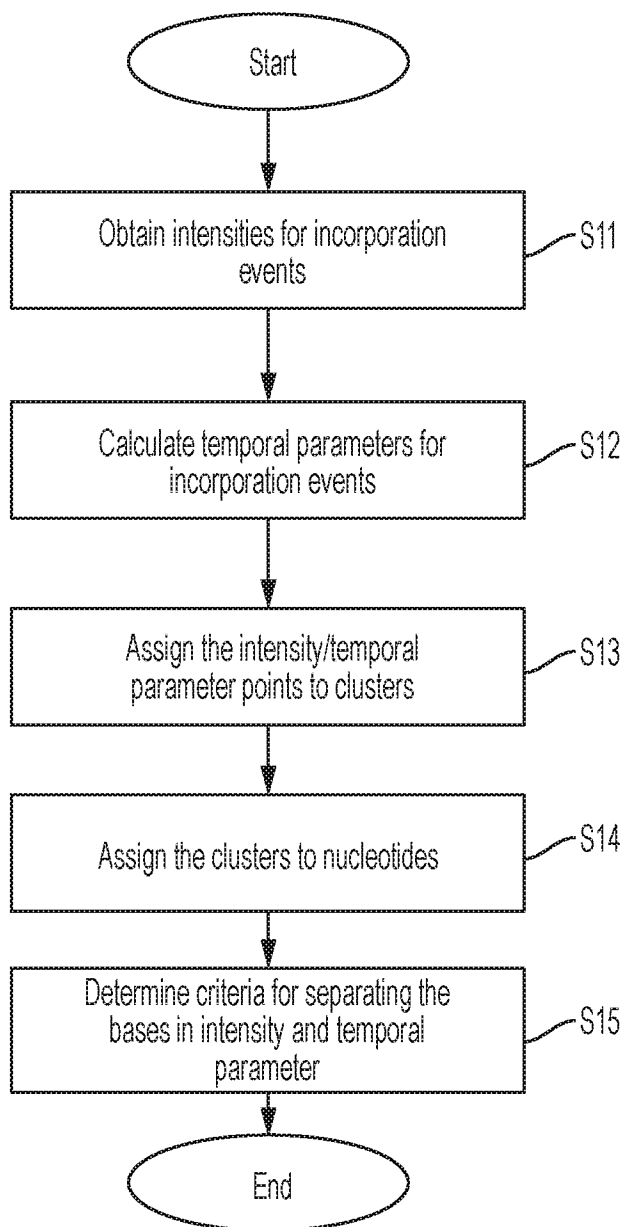 Start
Obtain intensities for incorporation
events
S11
Calculate temporal parameters for
incorporation events
S12
Assign the intensity/temporal
parameter points to clusters
S13
Assign the clusters to nucleotides
S14
Determine criteria for separating the
bases in intensity and temporal
parameter
S15
End